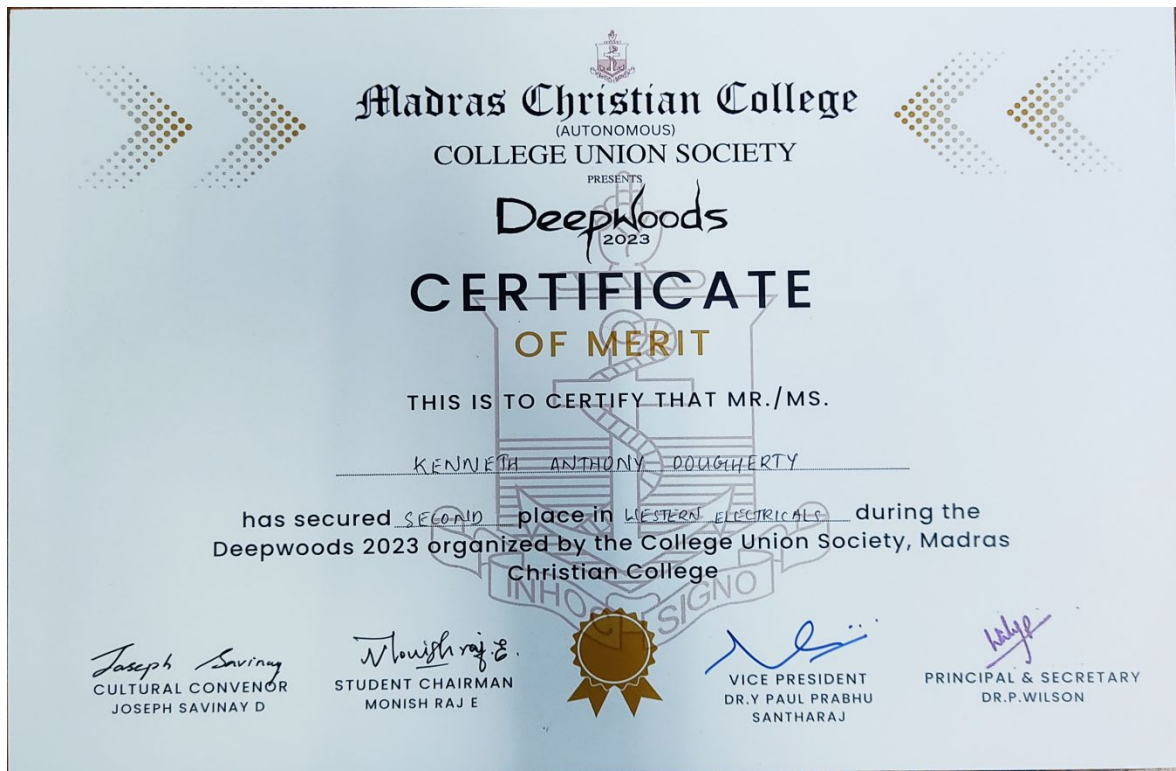 Madras Christian College
(AUTONOMOUS)
COLLEGE UNION SOCIETY
PRESENTS
Deepwoods
2023
CERTIFICATE
OF MERIT
THIS IS TO CERTIFY THAT MR./MS.
KENNETH ANTHONY DOUGHERTY
has secured SECOND place in WESTERN ELECTRICALS during the
Deepwoods 2023 organized by the College Union Society, Madras
Christian College
IN HOC SIGNO
Joseph Savinay
CULTURAL CONVENOR
JOSEPH SAVINAY D
Monish raj. E.
STUDENT CHAIRMAN
MONISH RAJ E
VICE PRESIDENT
DR.Y PAUL PRABHU
SANTHARAJ
PRINCIPAL & SECRETARY
DR.P.WILSON